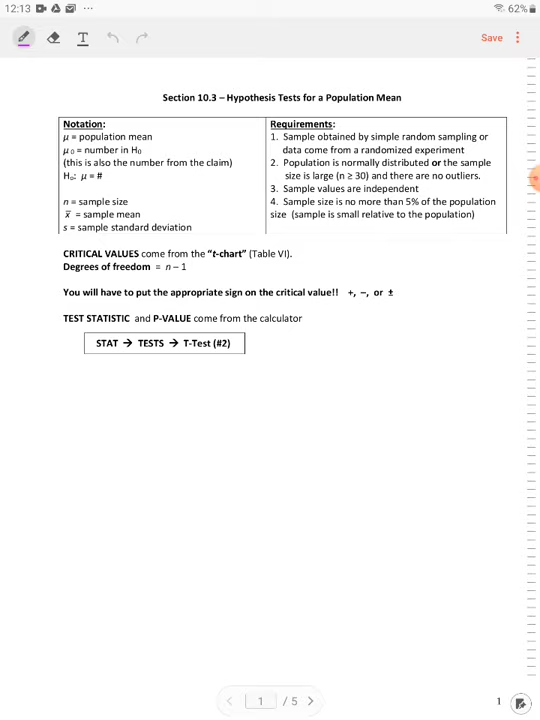 12:13 ... 62%
Save
Section 10.3 – Hypothesis Tests for a Population Mean
Notation:
μ = population mean
μ 0 = number in H0
(this is also the number from the claim)
Ho: μ = #
n = sample size
x̅ = sample mean
s = sample standard deviation
Requirements:
1. Sample obtained by simple random sampling or
data come from a randomized experiment
2. Population is normally distributed or the sample
size is large (n ≥ 30) and there are no outliers.
3. Sample values are independent
4. Sample size is no more than 5% of the population
size (sample is small relative to the population)
CRITICAL VALUES come from the “t-chart” (Table VI).
Degrees of freedom = n – 1
You will have to put the appropriate sign on the critical value!! +, –, or ±
TEST STATISTIC and P-VALUE come from the calculator
STAT → TESTS → T-Test (#2)
1 / 5
1